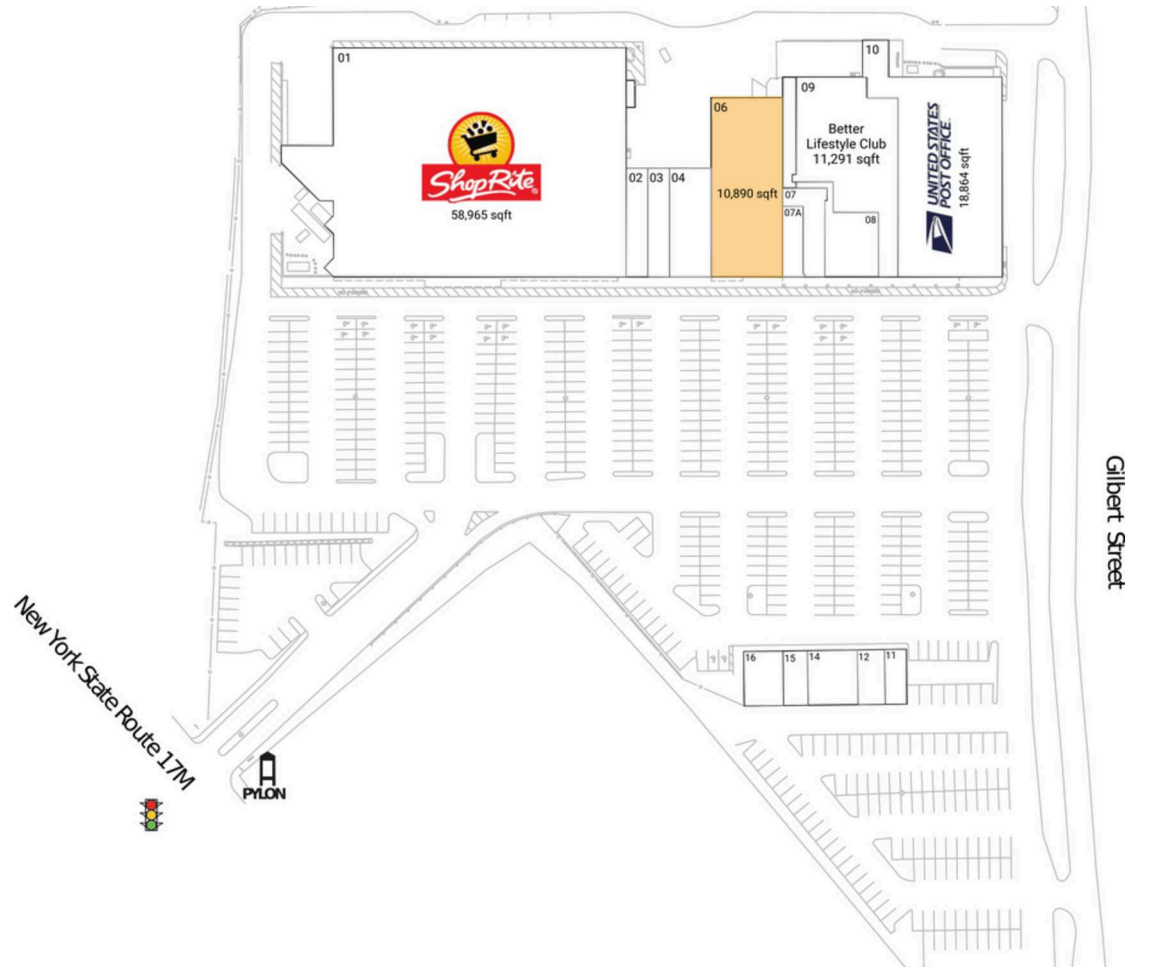 01
ShopRite
58,965 sqft
02
03
04
06
10,890 sqft
07
07A
08
09
Better
Lifestyle Club
11,291 sqft
10
UNITED STATES
POST OFFICE
18,864 sqft
Gilbert Street
New York State Route 17M
PYLON
16
15
14
12
11